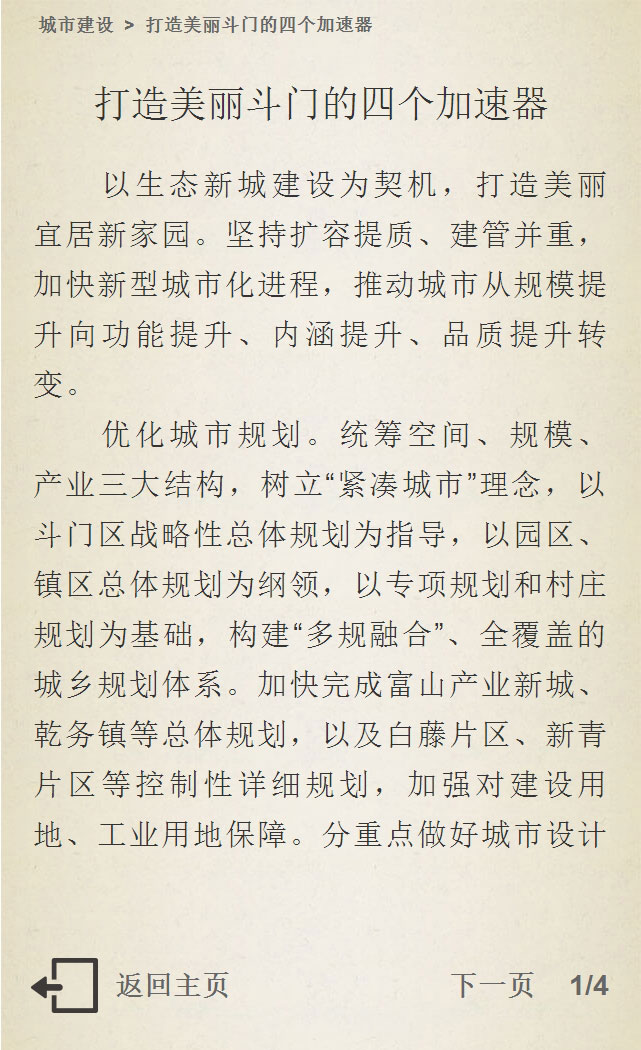 城市建设 > 打造美丽斗门的四个加速器
打造美丽斗门的四个加速器
以生态新城建设为契机，打造美丽
宜居新家园。坚持扩容提质、建管并重，
加快新型城市化进程，推动城市从规模提
升向功能提升、内涵提升、品质提升转
变。
优化城市规划。统筹空间、规模、
产业三大结构，树立“紧凑城市”理念，以
斗门区战略性总体规划为指导，以园区、
镇区总体规划为纲领，以专项规划和村庄
规划为基础，构建“多规融合”、全覆盖的
城乡规划体系。加快完成富山产业新城、
乾务镇等总体规划，以及白藤片区、新青
片区等控制性详细规划，加强对建设用
地、工业用地保障。分重点做好城市设计
返回主页 下一页 1/4